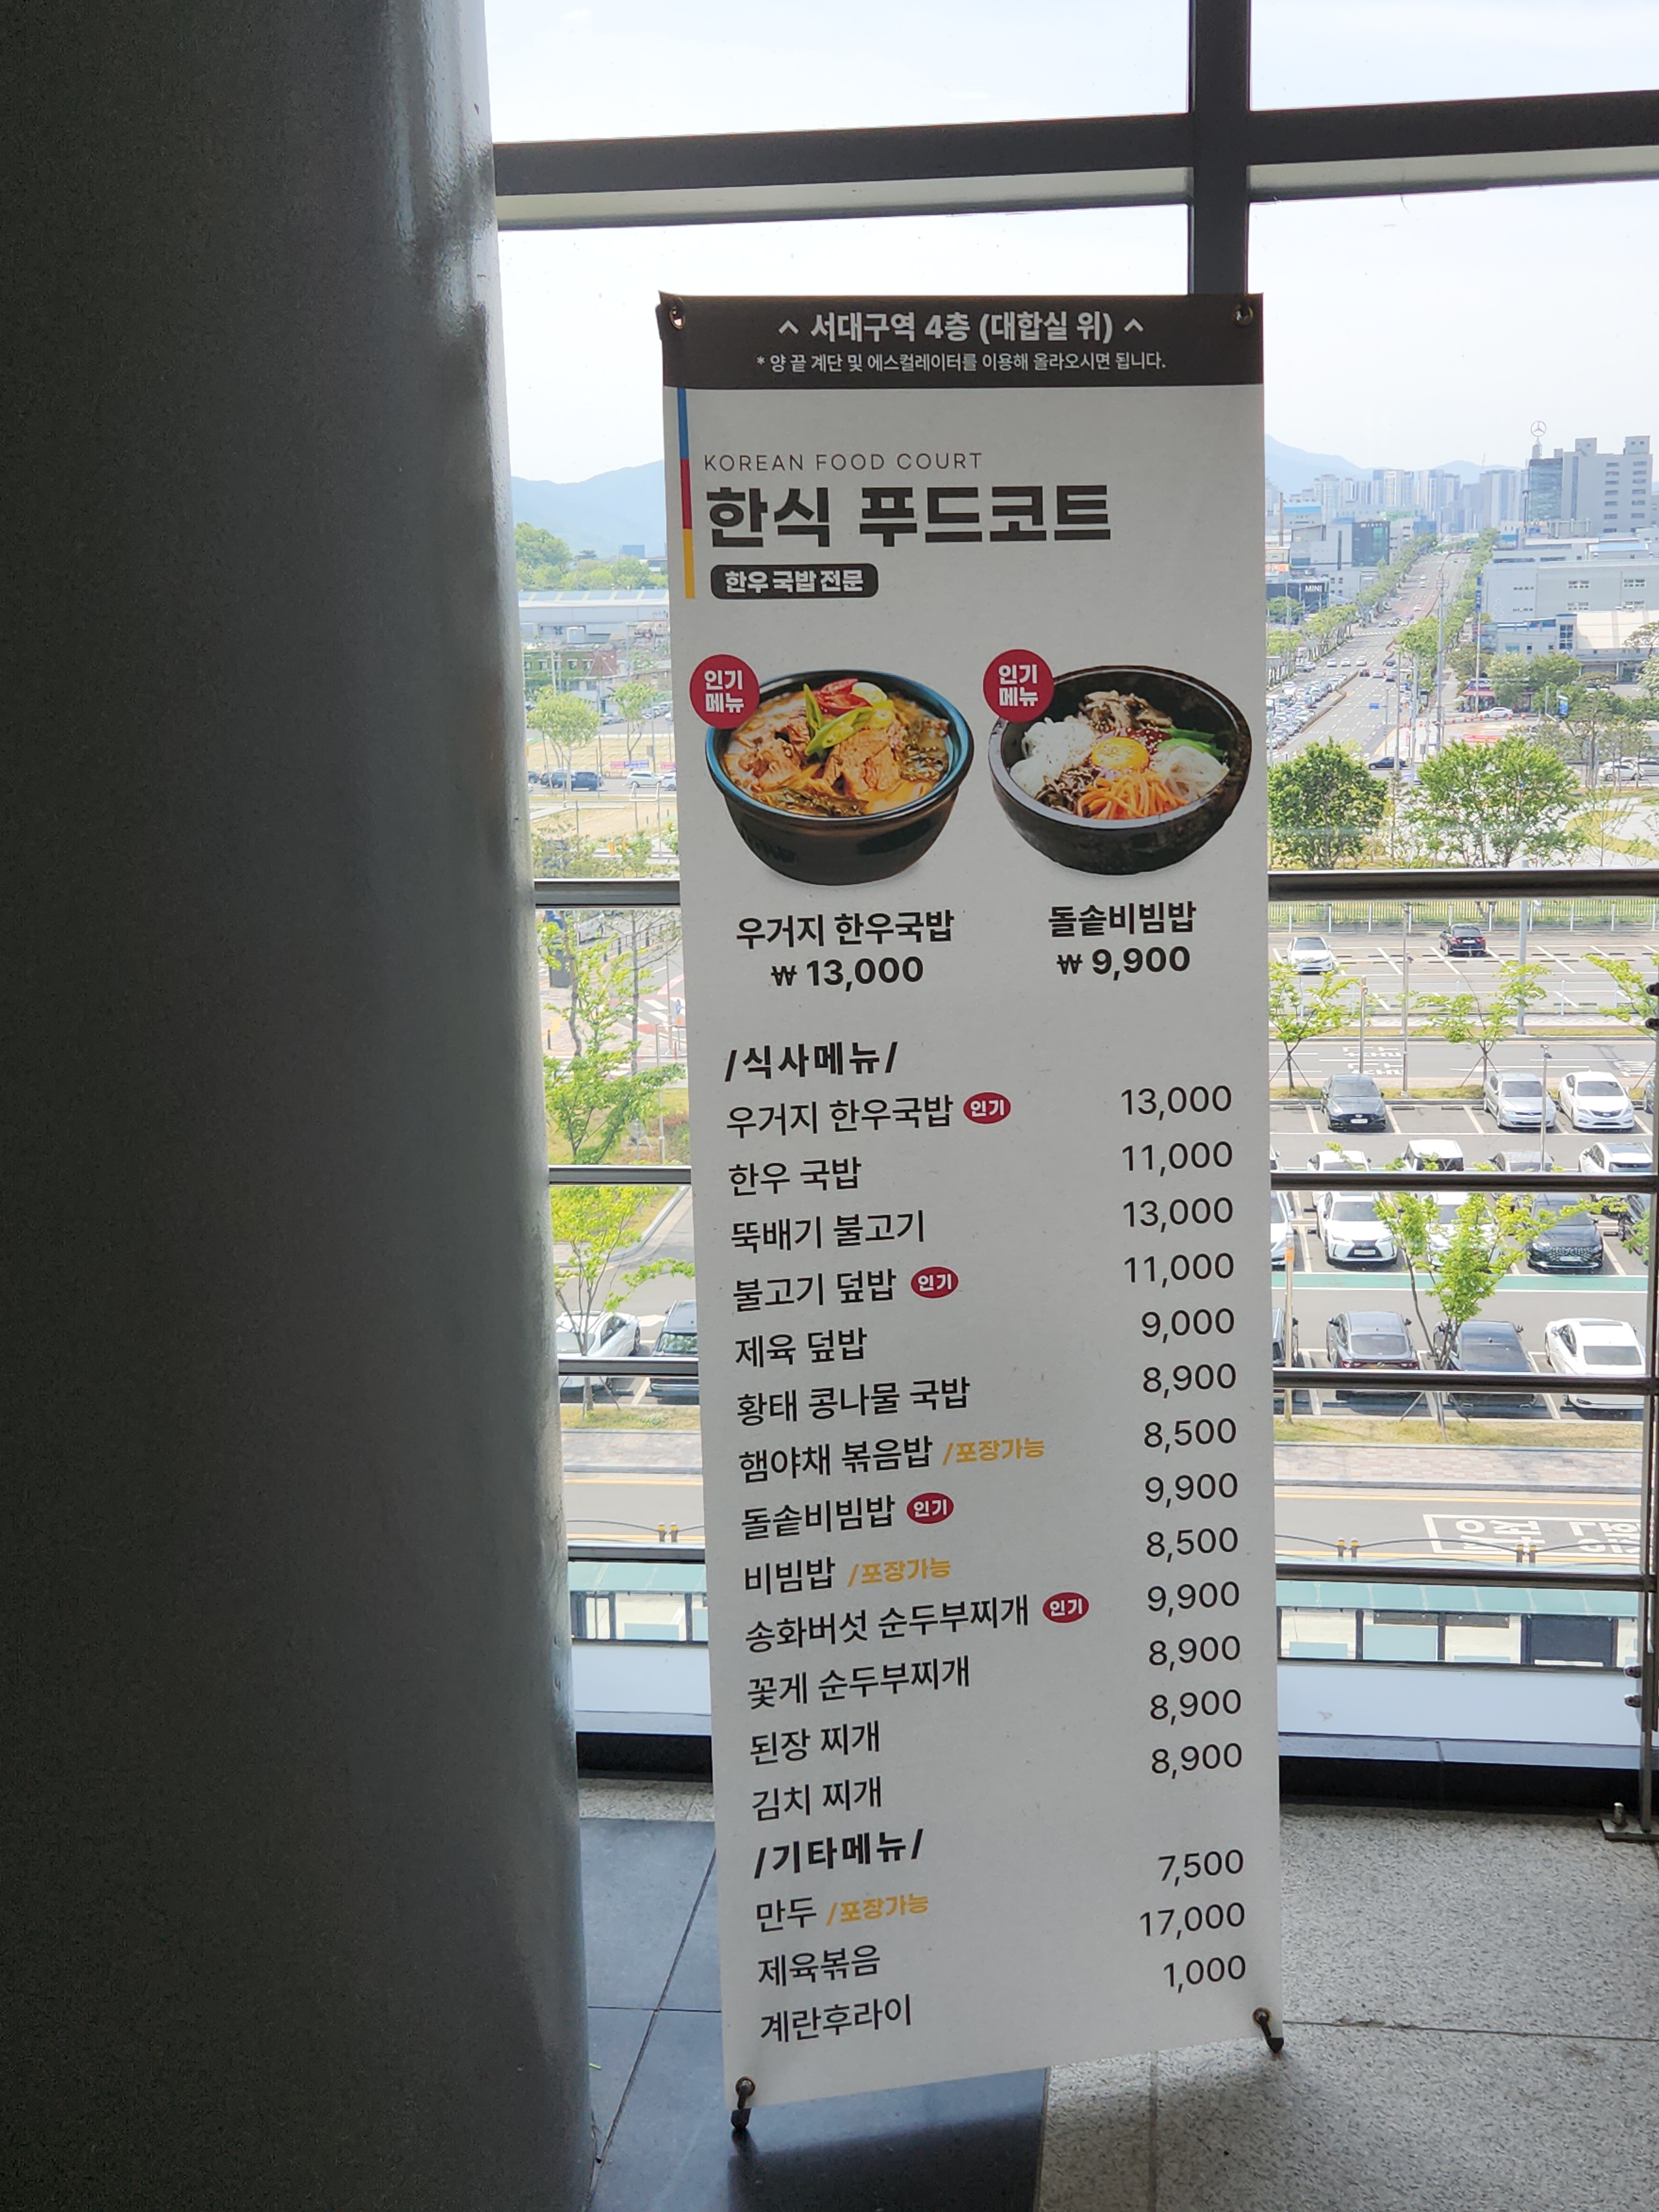 ^ 서대구역 4층 (대합실 위) ^
* 양 끝 계단 및 에스컬레이터를 이용해 올라오시면 됩니다.
KOREAN FOOD COURT
한식 푸드코트
한우국밥전문
인기 메뉴
인기 메뉴
우거지 한우국밥
₩ 13,000
돌솥비빔밥
₩ 9,900
/식사메뉴/
우거지 한우국밥 인기 13,000
한우 국밥 11,000
뚝배기 불고기 13,000
불고기 덮밥 인기 11,000
제육 덮밥 9,000
황태 콩나물 국밥 8,900
햄야채 볶음밥 /포장가능 8,500
돌솥비빔밥 인기 9,900
비빔밥 /포장가능 8,500
송화버섯 순두부찌개 인기 9,900
꽃게 순두부찌개 8,900
된장 찌개 8,900
김치 찌개 8,900
/기타메뉴/
만두 /포장가능 7,500
제육볶음 17,000
계란후라이 1,000
MINI